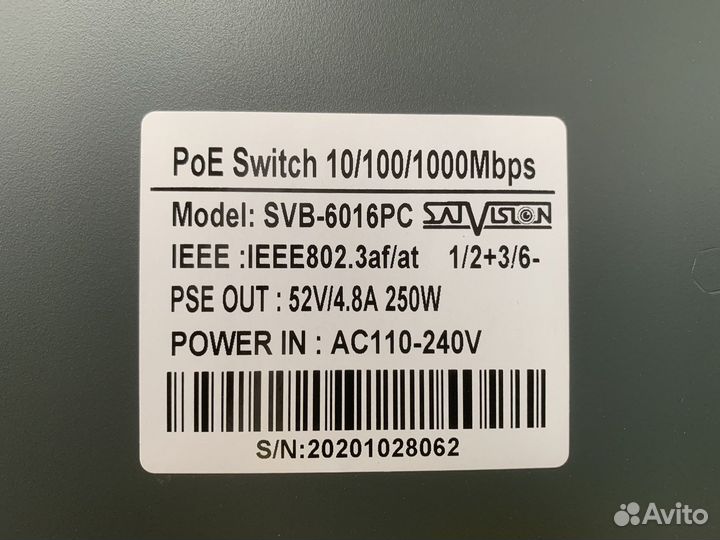 PoE Switch 10/100/1000Mbps
Model: SVB-6016PC SATVISION
IEEE :IEEE802.3af/at 1/2+3/6-
PSE OUT : 52V/4.8A 250W
POWER IN : AC110-240V
S/N:20201028062
Avito